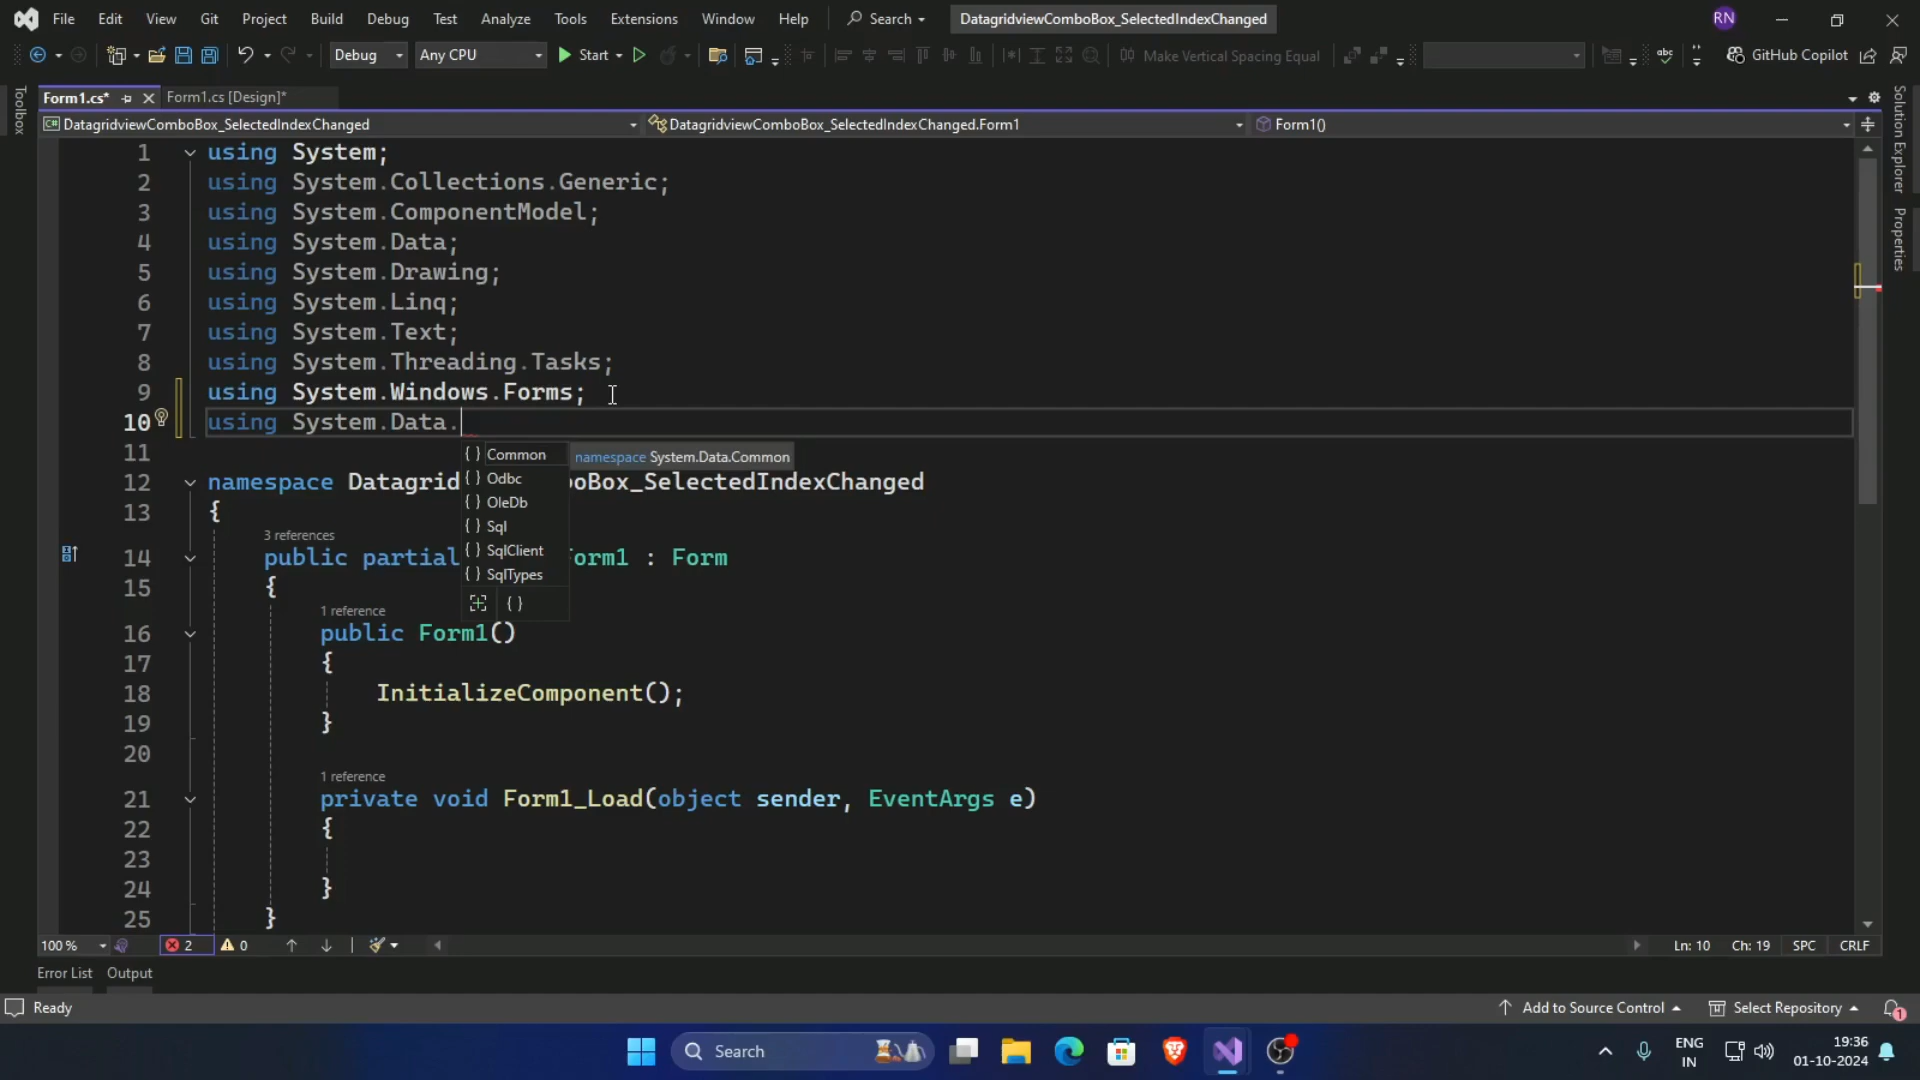 File Edit View Git Project Build Debug Test Analyze Tools Extensions Window Help Search DatagridviewComboBox_SelectedIndexChanged RN
Debug Any CPU Start Make Vertical Spacing Equal abc GitHub Copilot
Form1.cs* Form1.cs [Design]*
C# DatagridviewComboBox_SelectedIndexChanged DatagridviewComboBox_SelectedIndexChanged.Form1 Form1()
Toolbox
Solution Explorer
Properties
1 using System;
2 using System.Collections.Generic;
3 using System.ComponentModel;
4 using System.Data;
5 using System.Drawing;
6 using System.Linq;
7 using System.Text;
8 using System.Threading.Tasks;
9 using System.Windows.Forms;
10 using System.Data.
11
{ } Common namespace System.Data.Common
{ } Odbc
12 namespace Datagrid oBox_SelectedIndexChanged
{ } OleDb
13 {
{ } Sql
3 references
{ } SqlClient
14 public partial orm1 : Form
{ } SqlTypes
15 {
{ }
1 reference
16 public Form1()
17 {
18 InitializeComponent();
19 }
20
1 reference
21 private void Form1_Load(object sender, EventArgs e)
22 {
23
24 }
25 }
100 % 2 0 Ln: 10 Ch: 19 SPC CRLF
Error List Output
Ready Add to Source Control Select Repository 1
Search ENG IN 19:36 01-10-2024